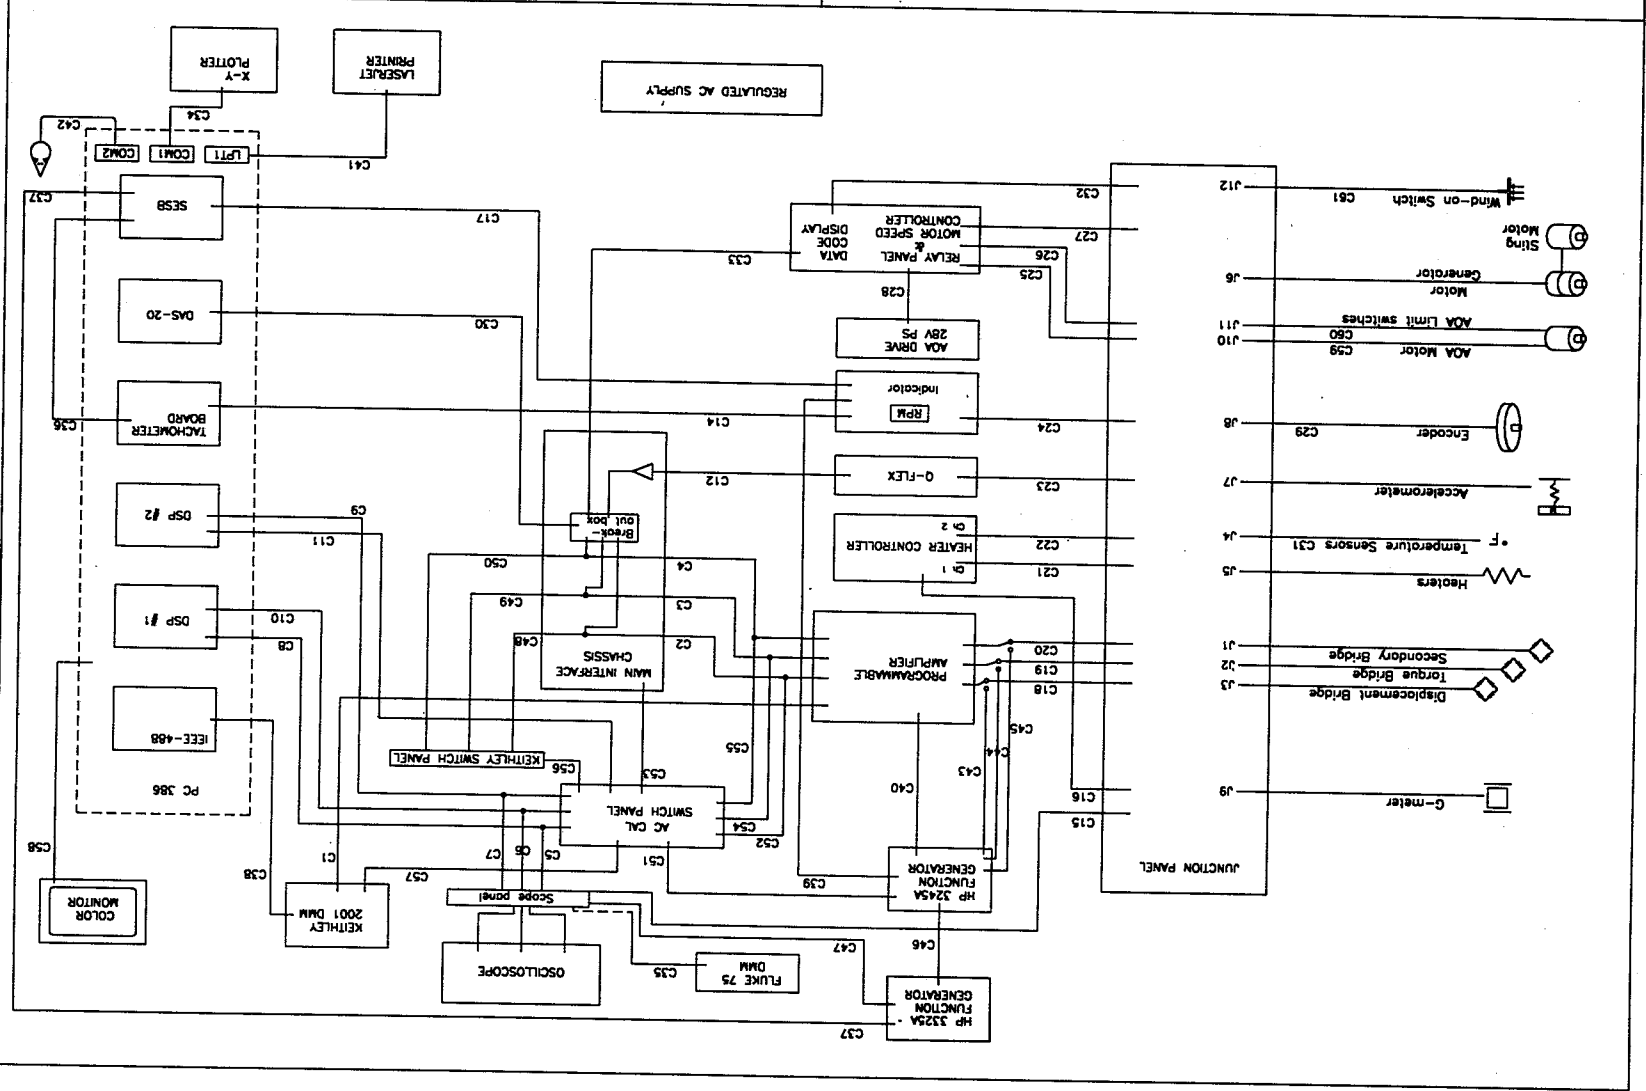 C37
HP 3325A
FUNCTION
GENERATOR
FLUKE 75
DMM
C35
OSCILLOSCOPE
C47
C46
KEITHLEY
2001 DMM
COLOR
MONITOR
Scope panel
HP 3245A
FUNCTION
GENERATOR
C39
C57
C38
C58
JUNCTION PANEL
C51
C5
C6
C7
C1
C52
C54
AC CAL
SWITCH PANEL
C15
C16
G-meter
J9
C40
C43
C44
C45
C53
C56
KEITHLEY SWITCH PANEL
C55
PC 386
IEEE-488
MAIN INTERFACE
CHASSIS
Displacement Bridge
J3
Torque Bridge
J2
Secondary Bridge
J1
C18
C19
C20
PROGRAMMABLE
AMPLIFIER
C2
C48
C3
C49
C4
C50
DSP #1
C8
C10
Heaters
J5
Temperature Sensors
C31
J4
°F
C21
C22
Ch 1
HEATER CONTROLLER
Ch 2
Break-
out box
DSP #2
C11
C9
Accelerometer
J7
C23
Q-FLEX
C12
Encoder
C29
J8
C24
RPM
Indicator
C14
TACHOMETER
BOARD
C36
AOA Motor
C59
J10
C60
AOA Limit switches
J11
AOA DRIVE
28V PS
C30
DAS-20
Motor
Generator
J6
C28
C25
C26
C27
RELAY PANEL
&
MOTOR SPEED
CONTROLLER
DATA
CODE
DISPLAY
C33
Sting
Motor
Wind-on Switch
C61
J12
C32
C17
SESB
C37
C41
LPT1
COM1
COM2
C42
C34
REGULATED AC SUPPLY
LASERJET
PRINTER
X-Y
PLOTTER